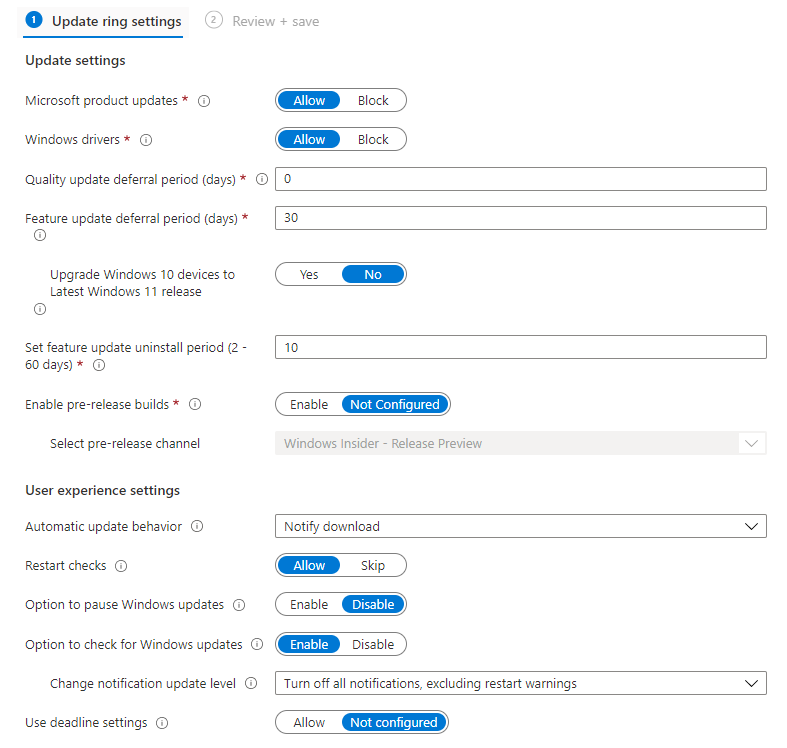 1 Update ring settings 2 Review + save
Update settings
Microsoft product updates * Allow Block
Windows drivers * Allow Block
Quality update deferral period (days) * 0
Feature update deferral period (days) * 30
Upgrade Windows 10 devices to
Latest Windows 11 release
Yes No
Set feature update uninstall period (2 -
60 days) *
10
Enable pre-release builds * Enable Not Configured
Select pre-release channel Windows Insider - Release Preview
User experience settings
Automatic update behavior Notify download
Restart checks Allow Skip
Option to pause Windows updates Enable Disable
Option to check for Windows updates Enable Disable
Change notification update level Turn off all notifications, excluding restart warnings
Use deadline settings Allow Not configured